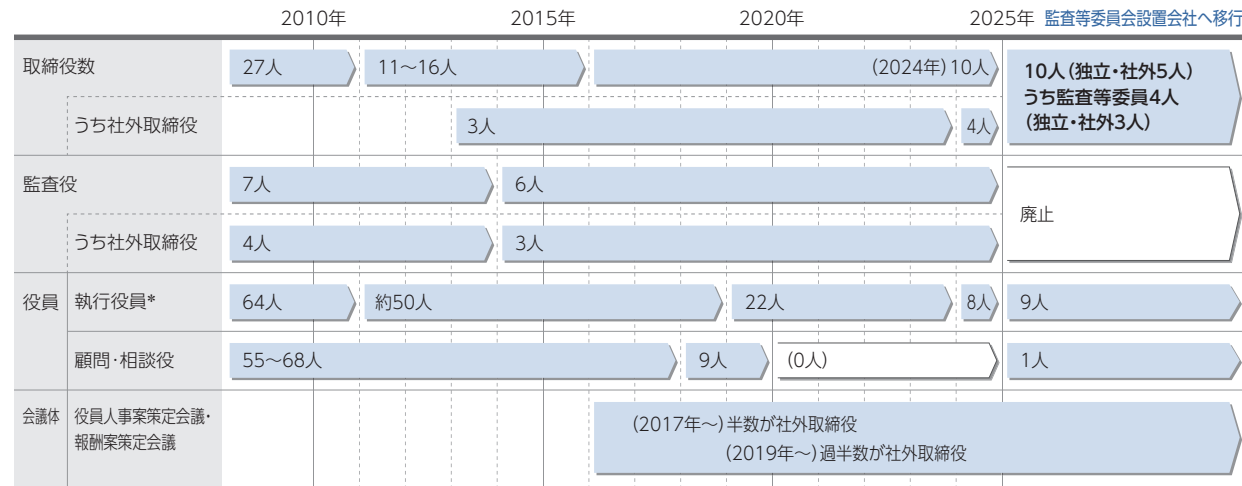 2010年 2015年 2020年 2025年 監査等委員会設置会社へ移行
取締役数 27人 11〜16人 (2024年)10人 10人(独立・社外5人)
うち監査等委員4人
(独立・社外3人)
うち社外取締役 3人 4人
監査役 7人 6人 廃止
うち社外取締役 4人 3人
役員 執行役員* 64人 約50人 22人 8人 9人
顧問・相談役 55〜68人 9人 (0人) 1人
会議体 役員人事案策定会議・
報酬案策定会議
(2017年〜)半数が社外取締役
(2019年〜)過半数が社外取締役